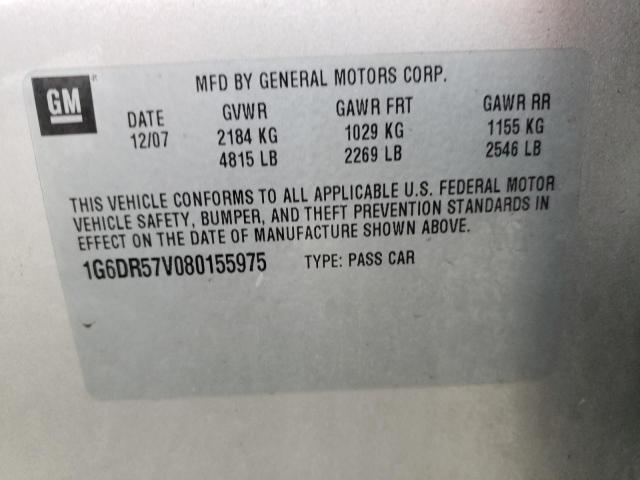 GM®
MFD BY GENERAL MOTORS CORP.
DATE GVWR GAWR FRT GAWR RR
12/07 2184 KG 1029 KG 1155 KG
4815 LB 2269 LB 2546 LB
THIS VEHICLE CONFORMS TO ALL APPLICABLE U.S. FEDERAL MOTOR
VEHICLE SAFETY, BUMPER, AND THEFT PREVENTION STANDARDS IN
EFFECT ON THE DATE OF MANUFACTURE SHOWN ABOVE.
1G6DR57V080155975 TYPE: PASS CAR